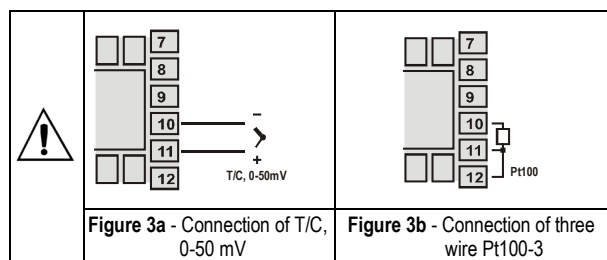 7
8
9
10
11
12
–
+
T/C, 0-50mV
Figure 3a - Connection of T/C,
0-50 mV
7
8
9
10
11
12
Pt100
Figure 3b - Connection of three
wire Pt100-3